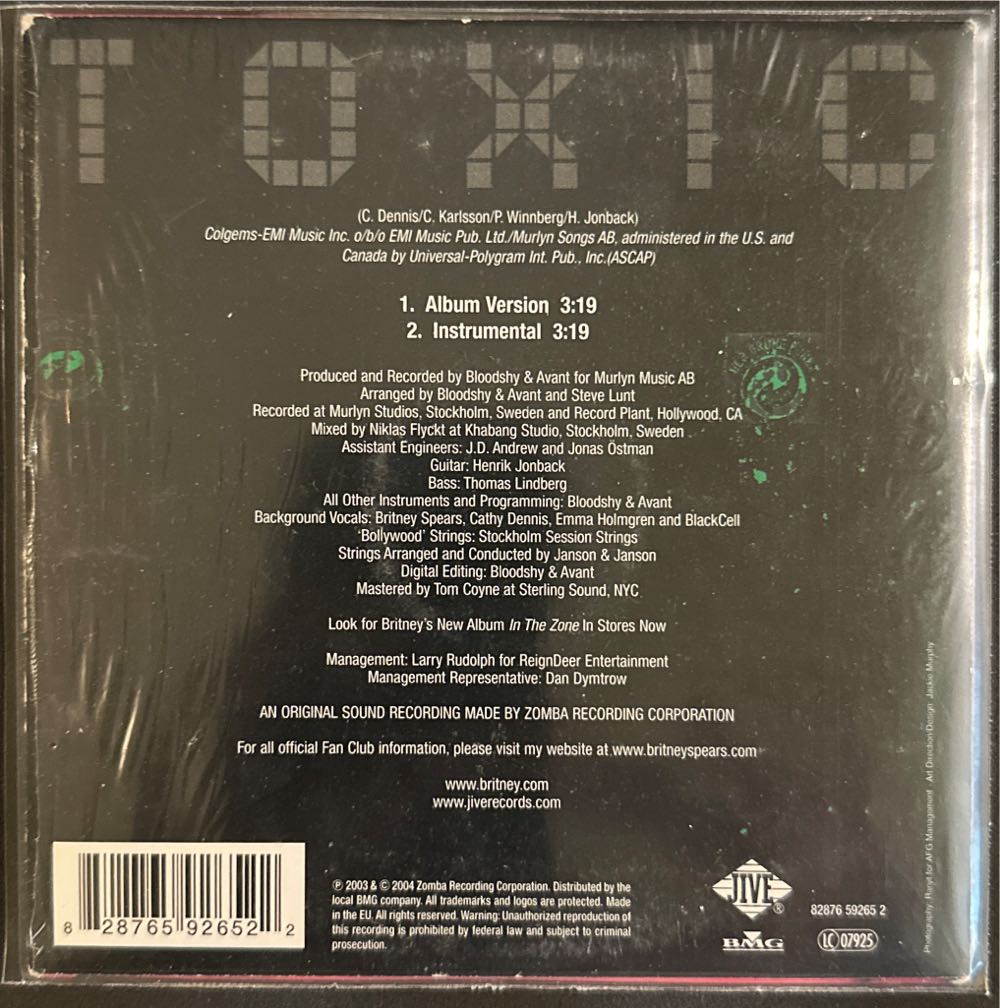 TOXIC
(C. Dennis/C. Karlsson/P. Winnberg/H. Jonback)
Colgems-EMI Music Inc. o/b/o EMI Music Pub. Ltd./Murlyn Songs AB, administered in the U.S. and
Canada by Universal-Polygram Int. Pub., Inc.(ASCAP)
1. Album Version 3:19
2. Instrumental 3:19
Produced and Recorded by Bloodshy & Avant for Murlyn Music AB
Arranged by Bloodshy & Avant and Steve Lunt
Recorded at Murlyn Studios, Stockholm, Sweden and Record Plant, Hollywood, CA
Mixed by Niklas Flyckt at Khabang Studio, Stockholm, Sweden
Assistant Engineers: J.D. Andrew and Jonas Östman
Guitar: Henrik Jonback
Bass: Thomas Lindberg
All Other Instruments and Programming: Bloodshy & Avant
Background Vocals: Britney Spears, Cathy Dennis, Emma Holmgren and BlackCell
‘Bollywood’ Strings: Stockholm Session Strings
Strings Arranged and Conducted by Janson & Janson
Digital Editing: Bloodshy & Avant
Mastered by Tom Coyne at Sterling Sound, NYC
Look for Britney's New Album In The Zone In Stores Now
Management: Larry Rudolph for ReignDeer Entertainment
Management Representative: Dan Dymtrow
AN ORIGINAL SOUND RECORDING MADE BY ZOMBA RECORDING CORPORATION
For all official Fan Club information, please visit my website at www.britneyspears.com
www.britney.com
www.jiverecords.com
8 28765 92652 2
℗ 2003 & © 2004 Zomba Recording Corporation. Distributed by the
local BMG company. All trademarks and logos are protected. Made
in the EU. All rights reserved. Warning: Unauthorized reproduction of
this recording is prohibited by federal law and subject to criminal
prosecution.
JIVE ®
BMG
82876 59265 2
LC 07925
Photography: Rankin for AFG Management Art Direction/Design: Jackie Murphy